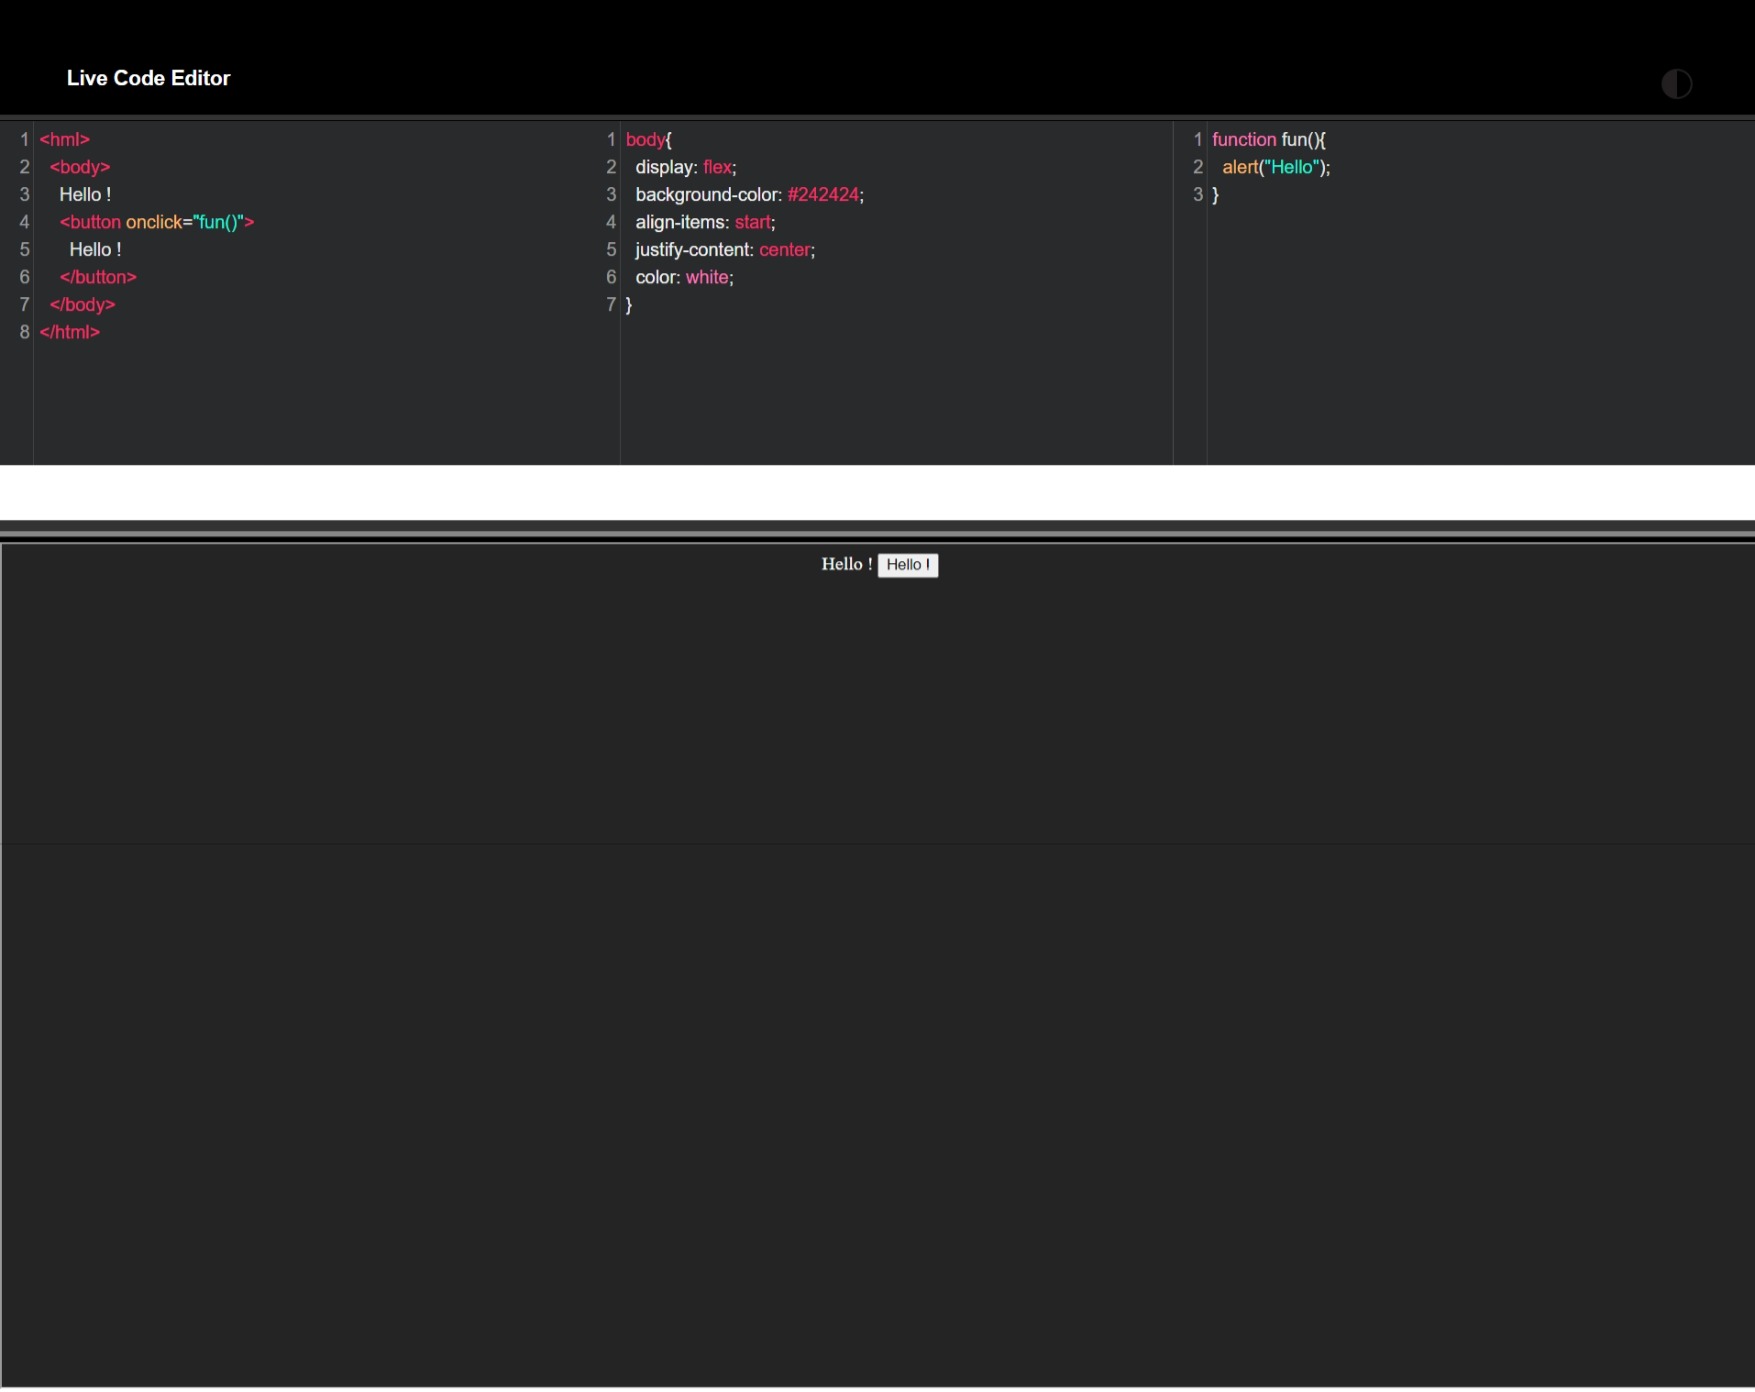 Live Code Editor
1 <hml>
2 <body>
3 Hello !
4 <button onclick="fun()">
5 Hello !
6 </button>
7 </body>
8 </html>
1 body{
2 display: flex;
3 background-color: #242424;
4 align-items: start;
5 justify-content: center;
6 color: white;
7 }
1 function fun(){
2 alert("Hello");
3 }
Hello ! Hello !